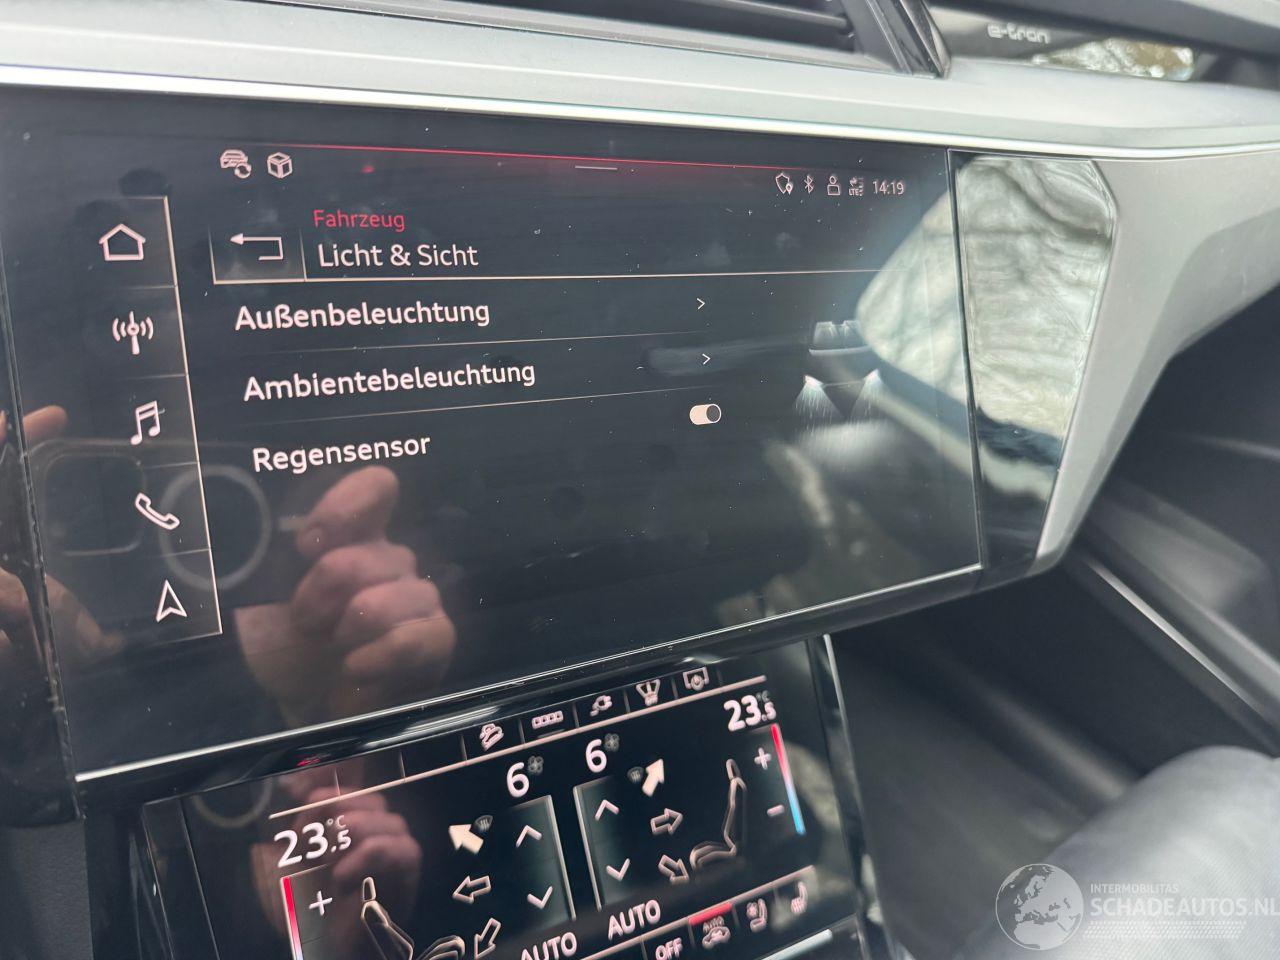 e-tron
LTE 14:19
Fahrzeug
Licht & Sicht
Außenbeleuchtung
Ambientebeleuchtung
Regensensor
23.5 °C
6
6
23.5 °C
AUTO
AUTO
OFF
INTERMOBILITAS
SCHADEAUTOS.NL